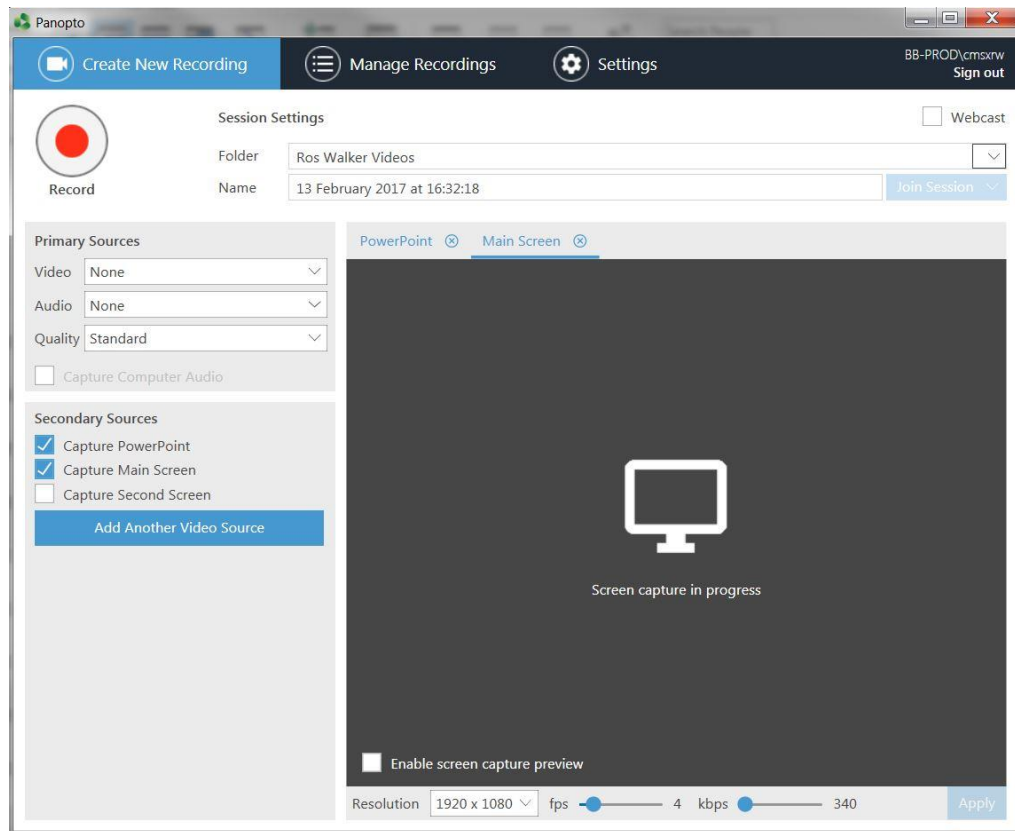 Panopto
Create New Recording Manage Recordings Settings BB-PROD\cmsxrw
Sign out
Session Settings Webcast
Folder Ros Walker Videos
Record Name 13 February 2017 at 16:32:18 Join Session
Primary Sources PowerPoint Main Screen
Video None
Audio None
Quality Standard
Capture Computer Audio
Secondary Sources
Capture PowerPoint
Capture Main Screen
Capture Second Screen
Add Another Video Source
Screen capture in progress
Enable screen capture preview
Resolution 1920 x 1080 fps 4 kbps 340 Apply